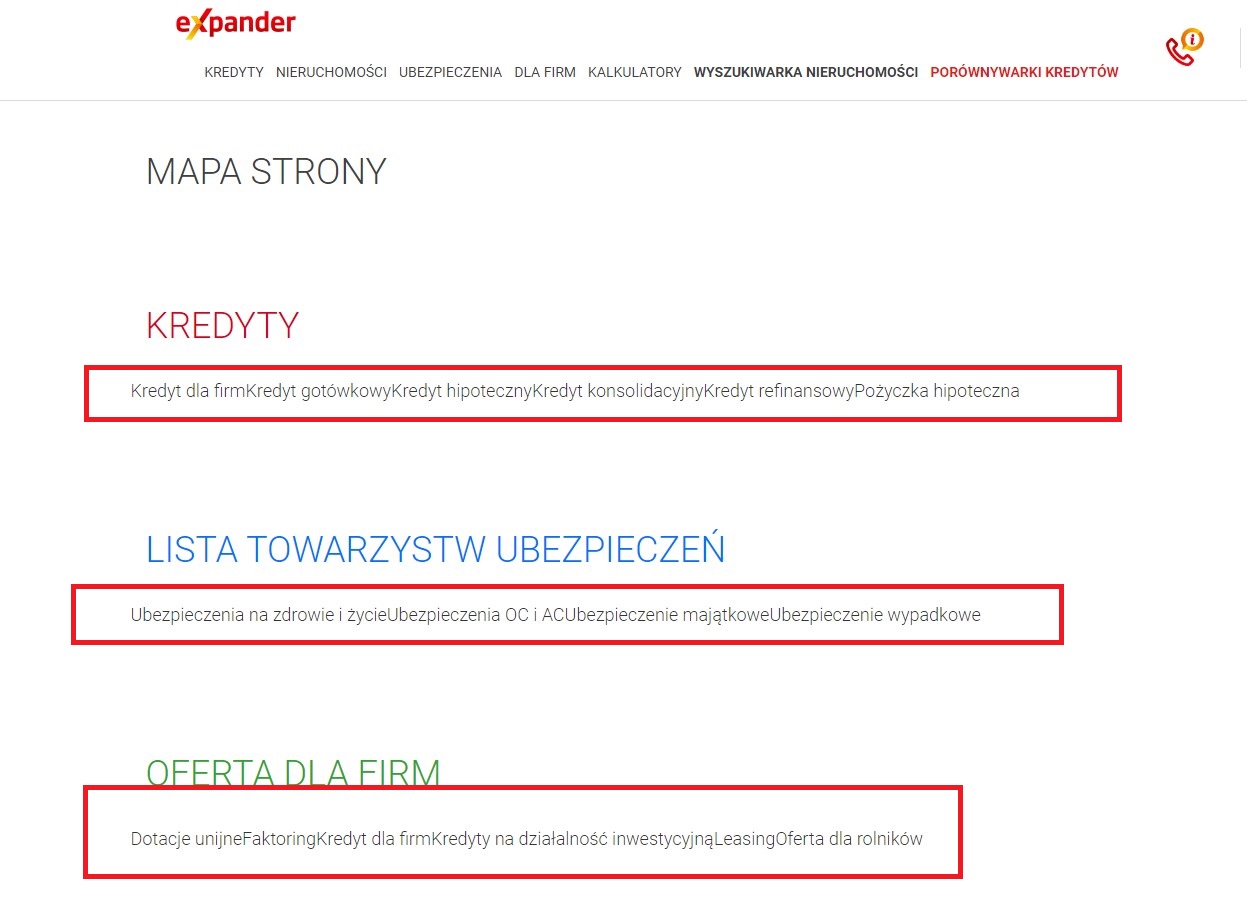 expander
KREDYTY NIERUCHOMOŚCI UBEZPIECZENIA DLA FIRM KALKULATORY WYSZUKIWARKA NIERUCHOMOŚCI PORÓWNYWARKI KREDYTÓW
i
MAPA STRONY
KREDYTY
Kredyt dla firmKredyt gotówkowyKredyt hipotecznyKredyt konsolidacyjnyKredyt refinansowyPożyczka hipoteczna
LISTA TOWARZYSTW UBEZPIECZEŃ
Ubezpieczenia na zdrowie i życieUbezpieczenia OC i ACUbezpieczenie majątkoweUbezpieczenie wypadkowe
OFERTA DLA FIRM
Dotacje unijneFaktoringKredyt dla firmKredyty na działalność inwestycyjnąLeasingOferta dla rolników